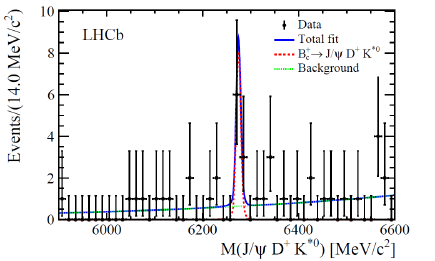 LHCb
Data
Total fit
B_c^+ → J/ψ D^+ K^{*0}
Background
Events/(14.0 MeV/c²)
10
8
6
4
2
0
6000
6200
6400
6600
M(J/ψ D^+ K^{*0}) [MeV/c²]